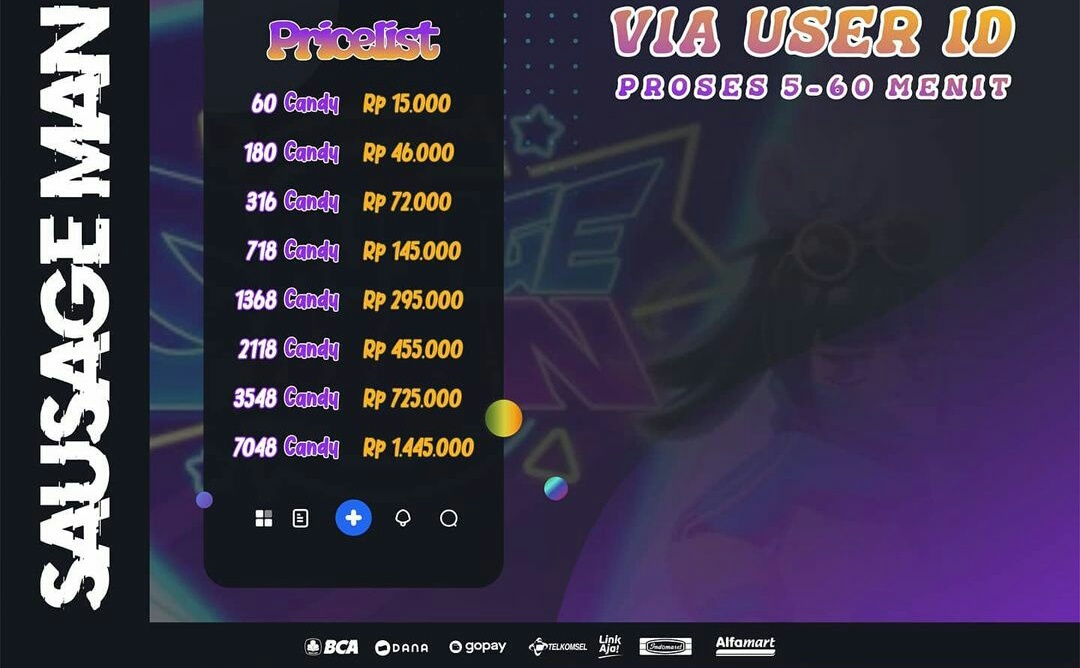 SAUSAGE MAN
Pricelist
60 Candy Rp 15.000
180 Candy Rp 46.000
316 Candy Rp 72.000
718 Candy Rp 145.000
1368 Candy Rp 295.000
2118 Candy Rp 455.000
3548 Candy Rp 725.000
7048 Candy Rp 1.445.000
VIA USER ID
PROSES 5-60 MENIT
BCA DANA gopay TELKOMSEL Link Aja! Indomaret Alfamart